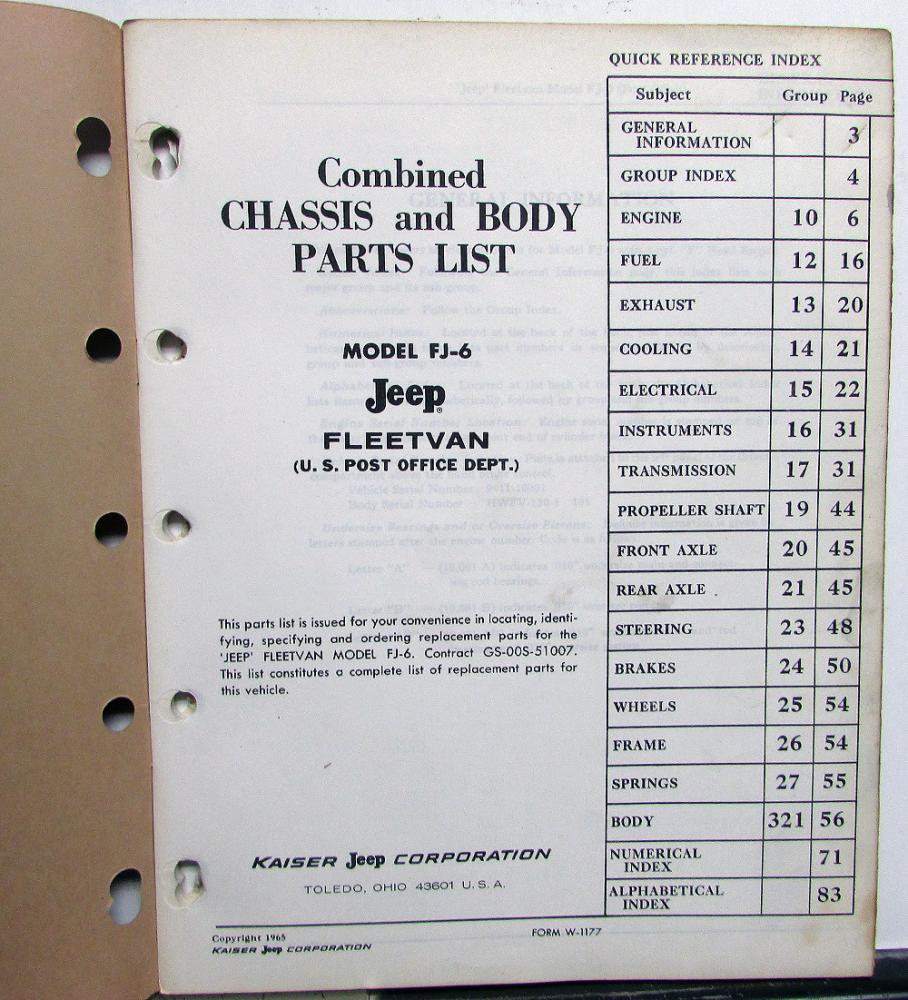 Combined
CHASSIS and BODY
PARTS LIST
MODEL FJ-6
Jeep®
FLEETVAN
(U. S. POST OFFICE DEPT.)
This parts list is issued for your convenience in locating, identi-
fying, specifying and ordering replacement parts for the
'JEEP' FLEETVAN MODEL FJ-6. Contract GS-00S-51007.
This list constitutes a complete list of replacement parts for
this vehicle.
KAISER Jeep CORPORATION
TOLEDO, OHIO 43601 U. S. A.
Copyright 1965
KAISER Jeep CORPORATION
FORM W-1177
QUICK REFERENCE INDEX
Subject Group Page
GENERAL
INFORMATION 3
GROUP INDEX 4
ENGINE 10 6
FUEL 12 16
EXHAUST 13 20
COOLING 14 21
ELECTRICAL 15 22
INSTRUMENTS 16 31
TRANSMISSION 17 31
PROPELLER SHAFT 19 44
FRONT AXLE 20 45
REAR AXLE 21 45
STEERING 23 48
BRAKES 24 50
WHEELS 25 54
FRAME 26 54
SPRINGS 27 55
BODY 321 56
NUMERICAL
INDEX 71
ALPHABETICAL
INDEX 83